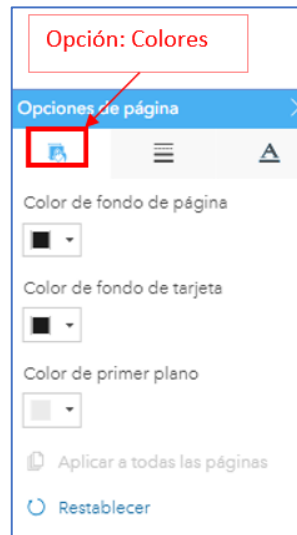 Opción: Colores
Opciones de página
A
Color de fondo de página
Color de fondo de tarjeta
Color de primer plano
Aplicar a todas las páginas
Restablecer